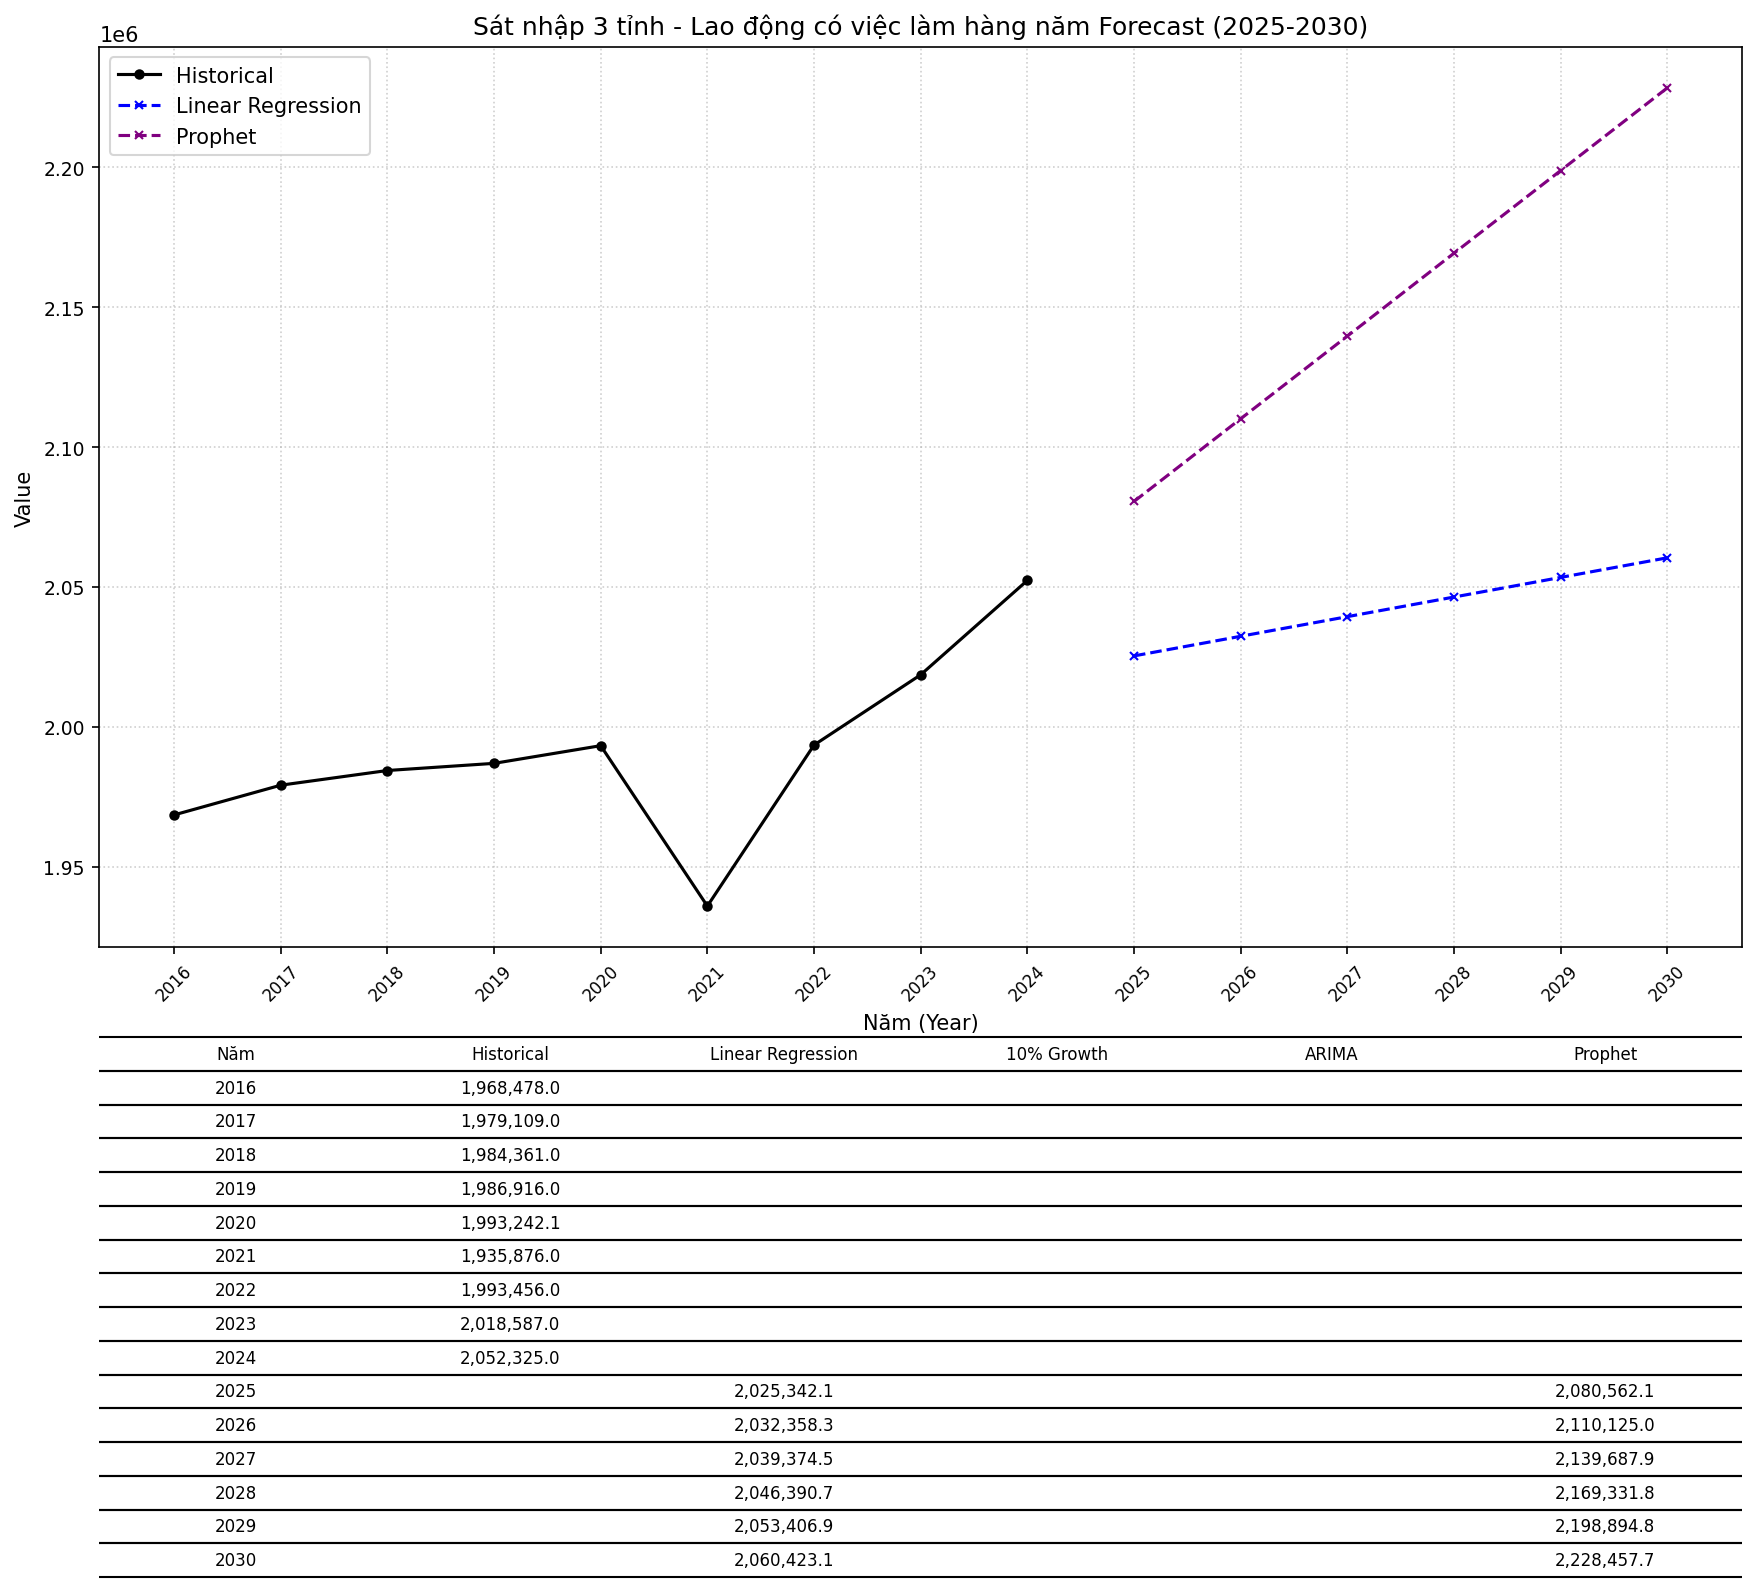 Sát nhập 3 tỉnh - Lao động có việc làm hàng năm Forecast (2025-2030)
1e6
Historical
Linear Regression
Prophet
2.20
2.15
2.10
2.05
2.00
1.95
Value
2016 2017 2018 2019 2020 2021 2022 2023 2024 2025 2026 2027 2028 2029 2030
Năm (Year)
Năm Historical Linear Regression 10% Growth ARIMA Prophet
2016 1,968,478.0
2017 1,979,109.0
2018 1,984,361.0
2019 1,986,916.0
2020 1,993,242.1
2021 1,935,876.0
2022 1,993,456.0
2023 2,018,587.0
2024 2,052,325.0
2025 2,025,342.1 2,080,562.1
2026 2,032,358.3 2,110,125.0
2027 2,039,374.5 2,139,687.9
2028 2,046,390.7 2,169,331.8
2029 2,053,406.9 2,198,894.8
2030 2,060,423.1 2,228,457.7